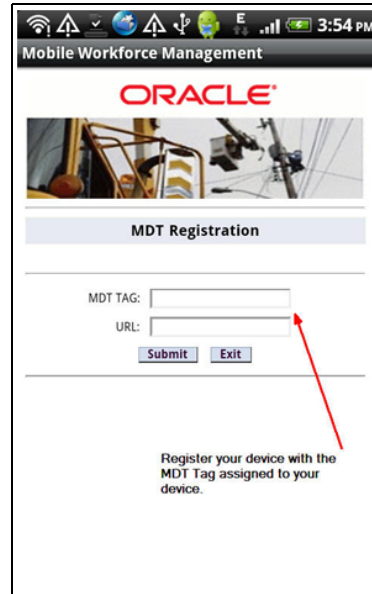 E 3:54 PM
Mobile Workforce Management
ORACLE®
MDT Registration
MDT TAG:
URL:
Submit Exit
Register your device with the
MDT Tag assigned to your
device.